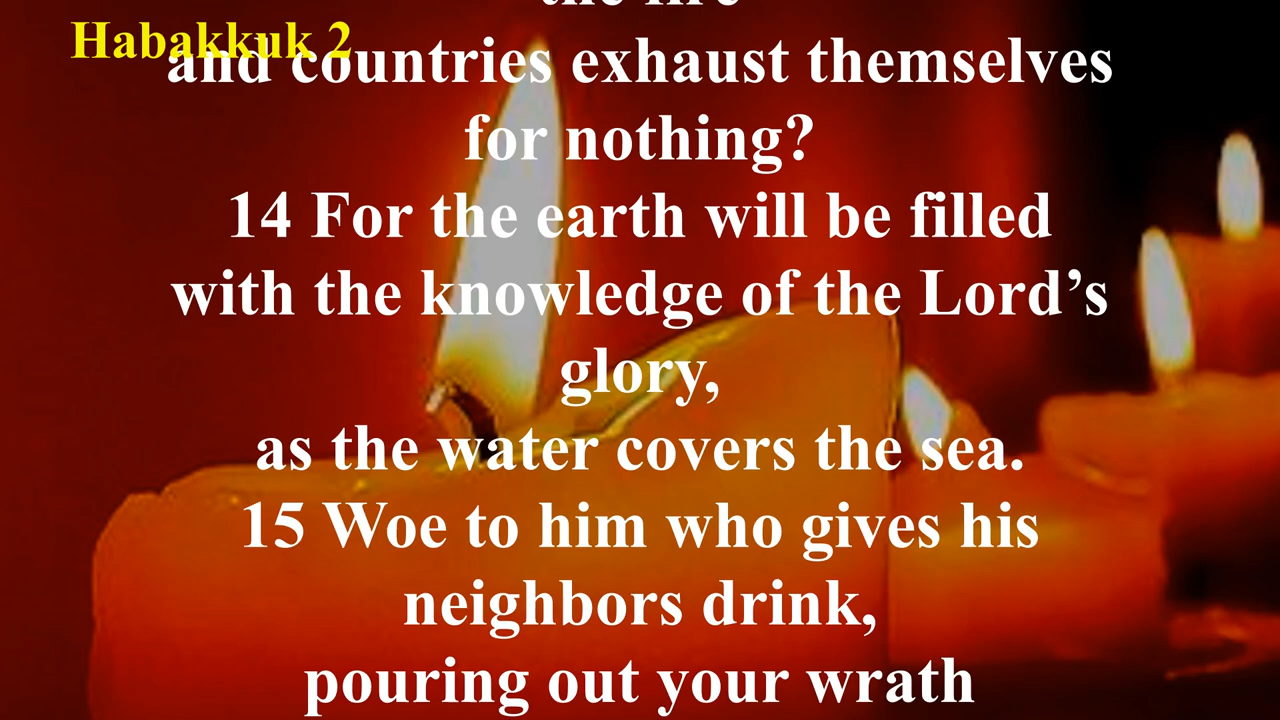 the fire
Habakkuk 2
and countries exhaust themselves
for nothing?
14 For the earth will be filled
with the knowledge of the Lord’s
glory,
as the water covers the sea.
15 Woe to him who gives his
neighbors drink,
pouring out your wrath